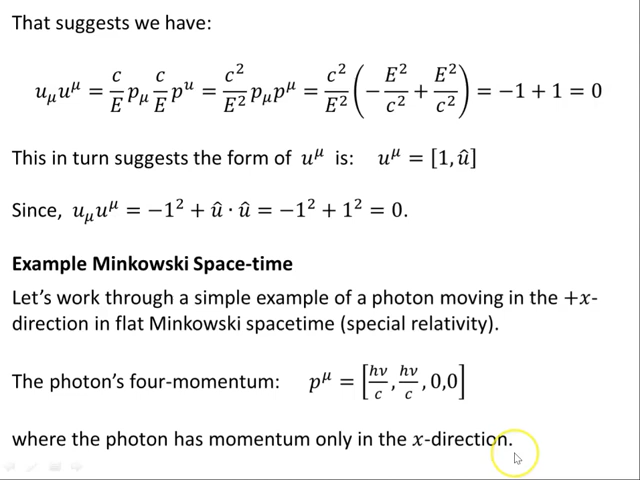 That suggests we have:
u_μ u^μ = c/E p_μ c/E p^u = c²/E² p_μ p^μ = c²/E² (−E²/c² + E²/c²) = −1 + 1 = 0
This in turn suggests the form of u^μ is: u^μ = [1, û]
Since, u_μ u^μ = −1² + û · û = −1² + 1² = 0.
Example Minkowski Space-time
Let’s work through a simple example of a photon moving in the +x-
direction in flat Minkowski spacetime (special relativity).
The photon’s four-momentum: p^μ = [hν/c, hν/c, 0,0]
where the photon has momentum only in the x-direction.